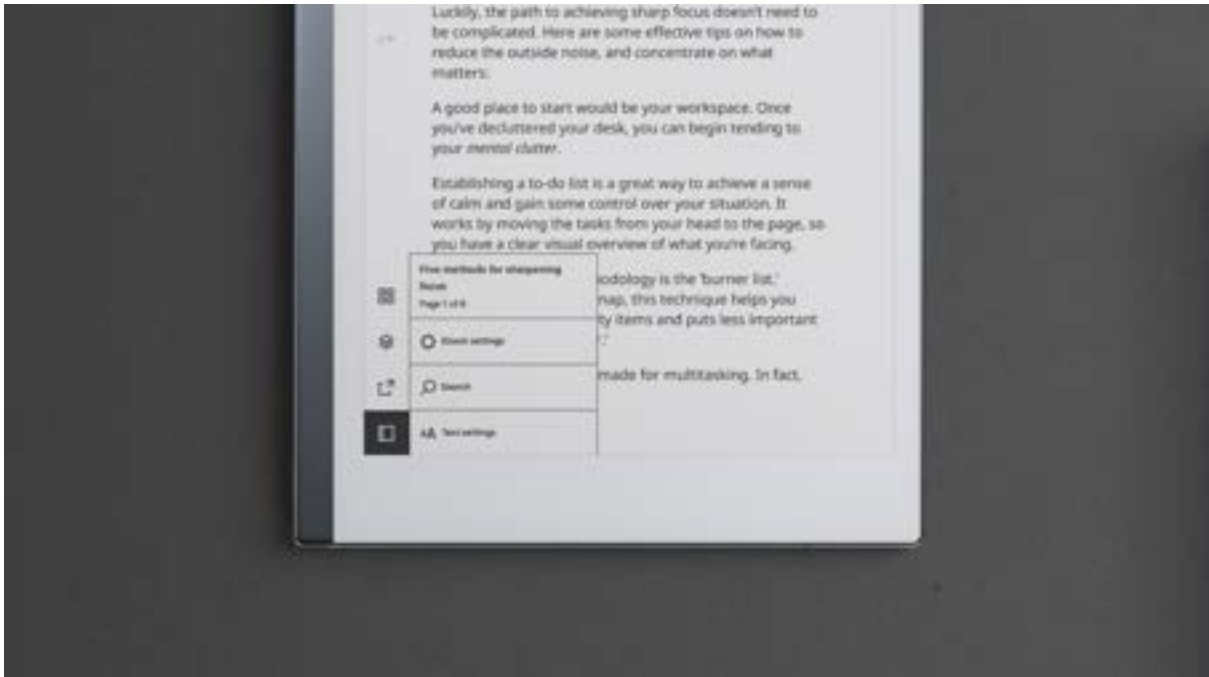 Luckily, the path to achieving sharp focus doesn't need to
be complicated. Here are some effective tips on how to
reduce the outside noise, and concentrate on what
matters:
A good place to start would be your workspace. Once
you've decluttered your desk, you can begin tending to
your mental clutter.
Establishing a to-do list is a great way to achieve a sense
of calm and gain some control over your situation. It
works by moving the tasks from your head to the page, so
you have a clear visual overview of what you're facing.
odology is the 'burner list.'
map, this technique helps you
ty items and puts less important
made for multitasking. In fact,
Five methods for sharpening
focus
Page 1 of 6
settings
Search
Text settings